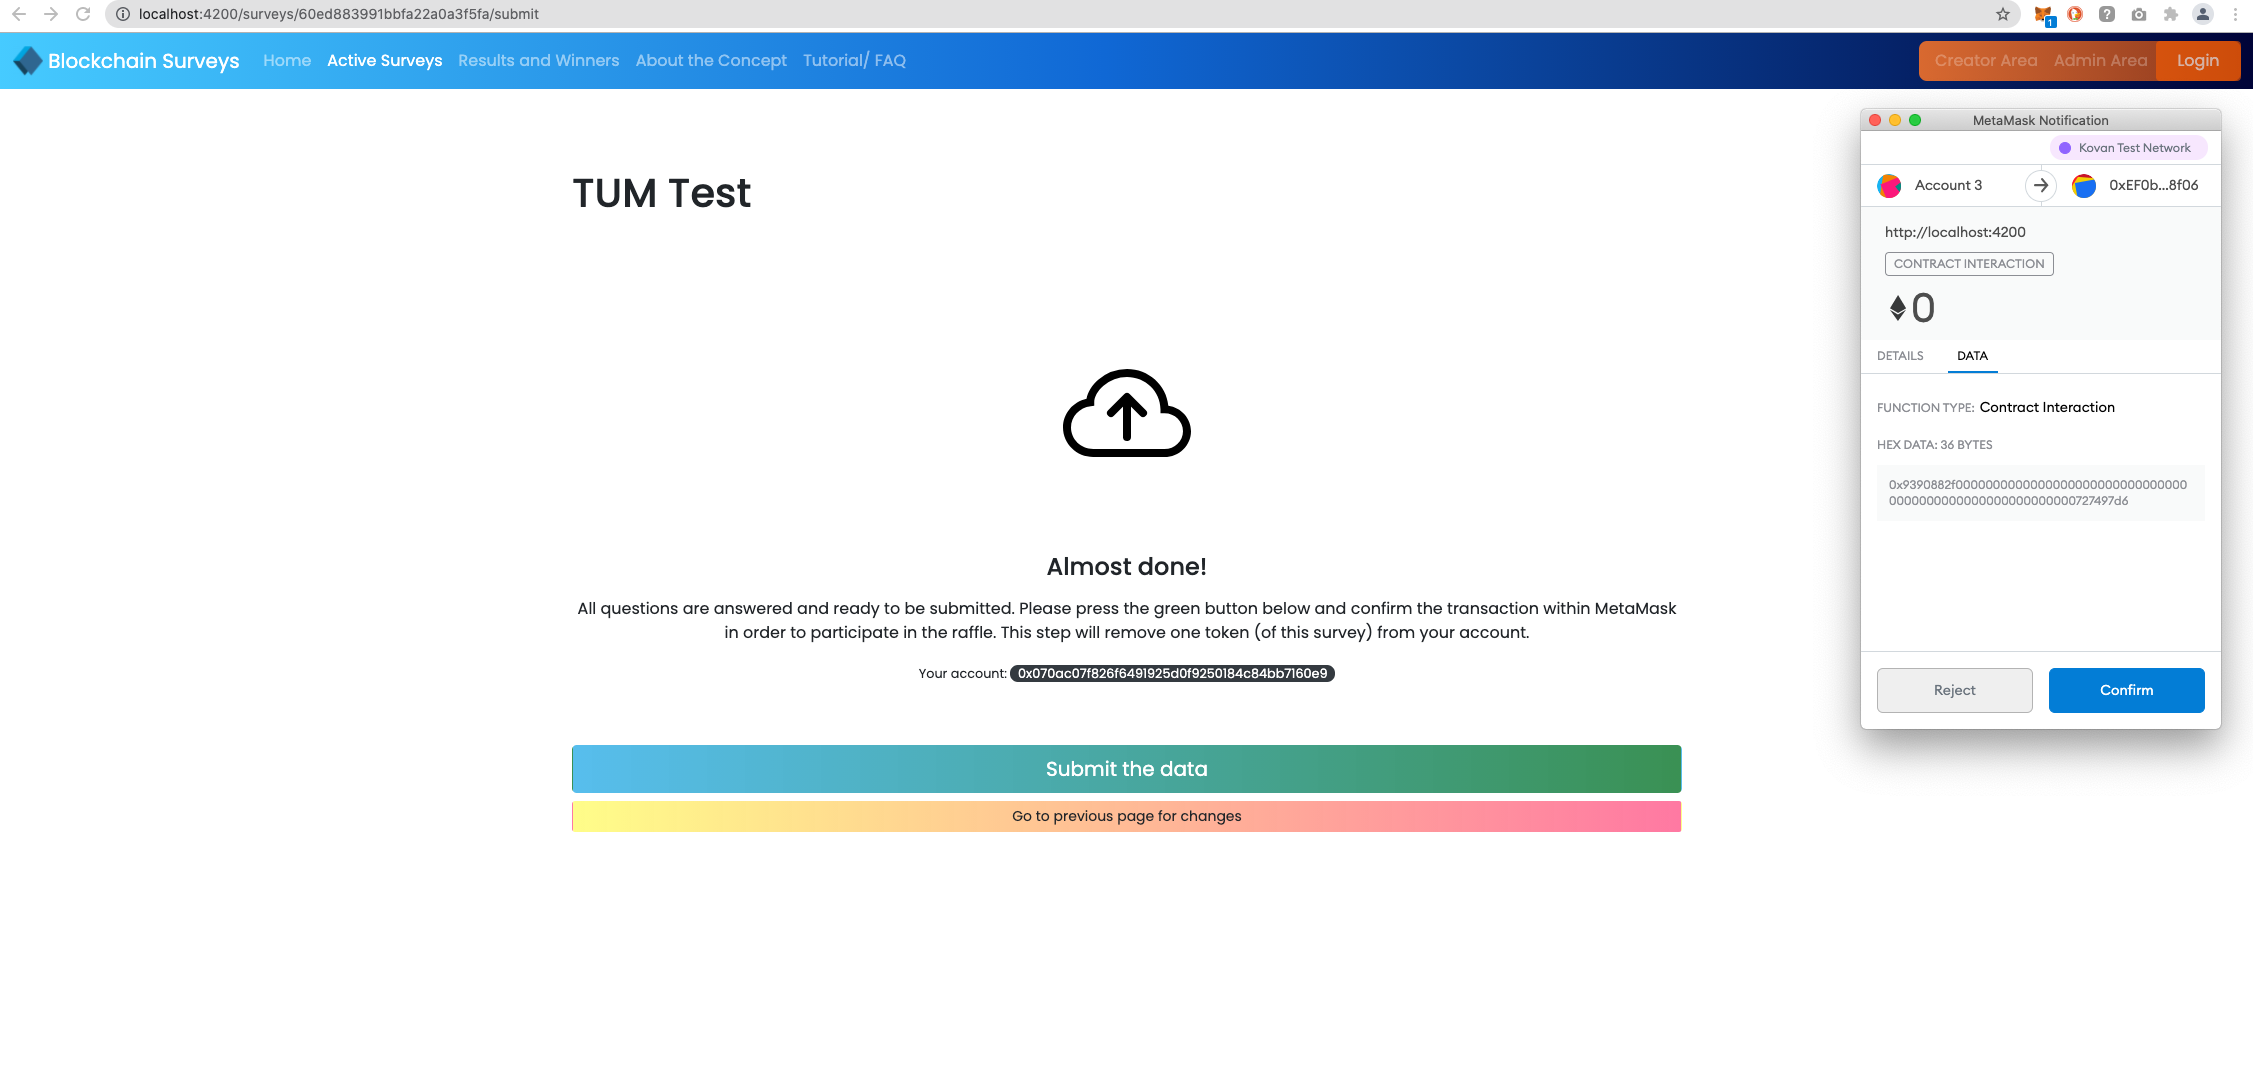 localhost:4200/surveys/60ed883991bbfa22a0a3f5fa/submit
1
Blockchain Surveys Home Active Surveys Results and Winners About the Concept Tutorial/ FAQ Creator Area Admin Area Login
MetaMask Notification
Kovan Test Network
Account 3 0xEF0b...8f06
http://localhost:4200
CONTRACT INTERACTION
0
DETAILS DATA
FUNCTION TYPE: Contract Interaction
HEX DATA: 36 BYTES
0x9390882f00000000000000000000000000000000
000000000000000000000000727497d6
Reject Confirm
TUM Test
Almost done!
All questions are answered and ready to be submitted. Please press the green button below and confirm the transaction within MetaMask
in order to participate in the raffle. This step will remove one token (of this survey) from your account.
Your account: 0x070ac07f826f6491925d0f9250184c84bb7160e9
Submit the data
Go to previous page for changes